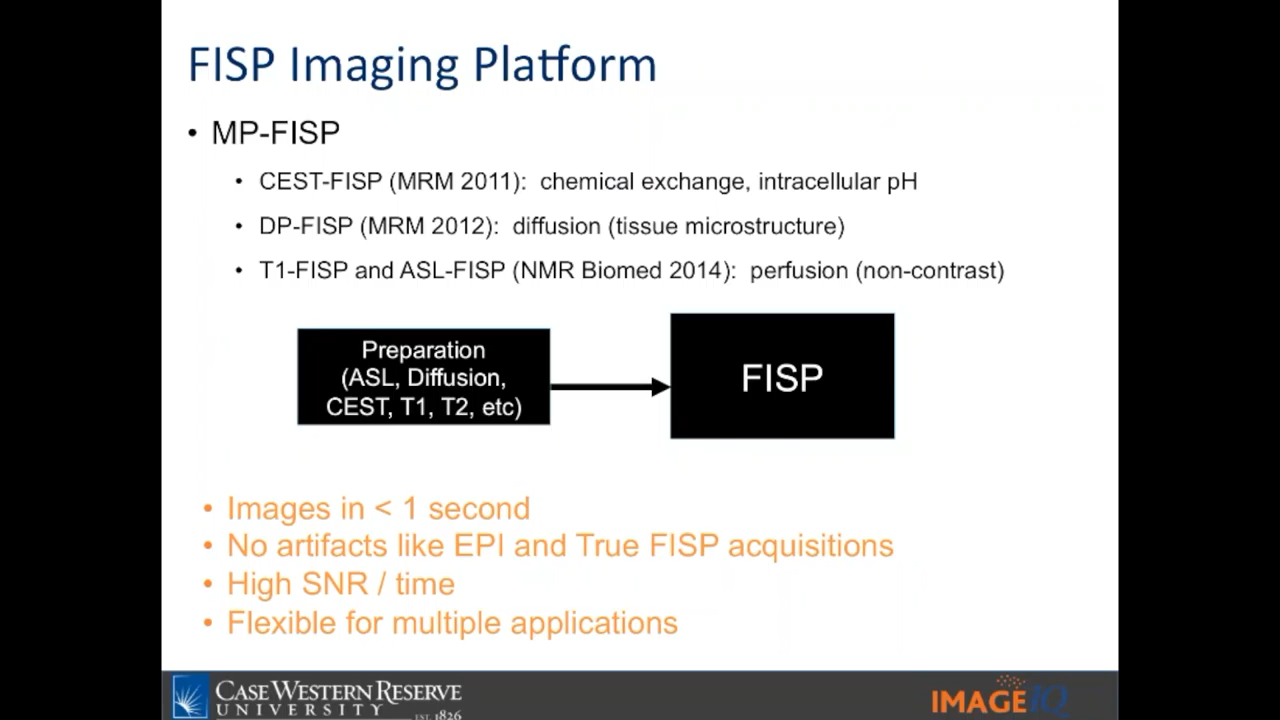 FISP Imaging Platform
• MP-FISP
• CEST-FISP (MRM 2011): chemical exchange, intracellular pH
• DP-FISP (MRM 2012): diffusion (tissue microstructure)
• T1-FISP and ASL-FISP (NMR Biomed 2014): perfusion (non-contrast)
Preparation
(ASL, Diffusion,
CEST, T1, T2, etc)
FISP
• Images in < 1 second
• No artifacts like EPI and True FISP acquisitions
• High SNR / time
• Flexible for multiple applications
CASE WESTERN RESERVE
UNIVERSITY EST. 1826
IMAGEIQ